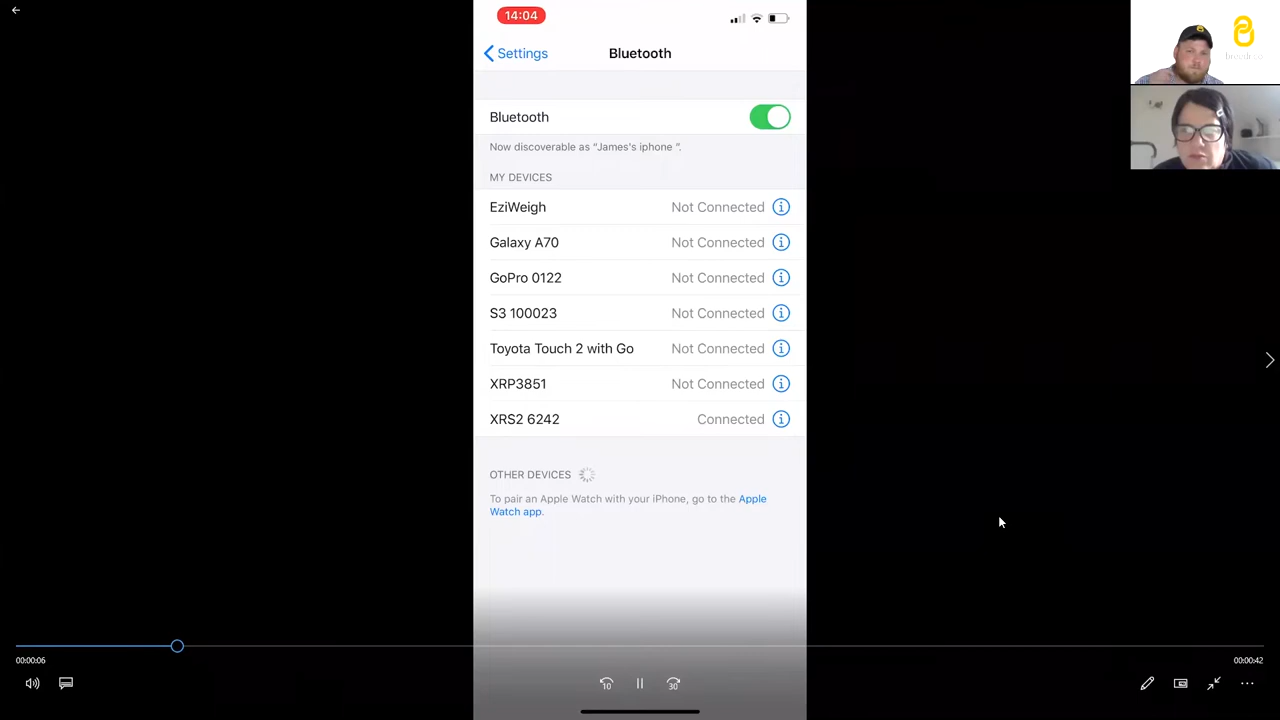 14:04
Settings
Bluetooth
Bluetooth
Now discoverable as “James's iphone ”.
MY DEVICES
EziWeigh Not Connected
Galaxy A70 Not Connected
GoPro 0122 Not Connected
S3 100023 Not Connected
Toyota Touch 2 with Go Not Connected
XRP3851 Not Connected
XRS2 6242 Connected
OTHER DEVICES
To pair an Apple Watch with your iPhone, go to the Apple
Watch app.
00:00:06
00:00:42
10
30